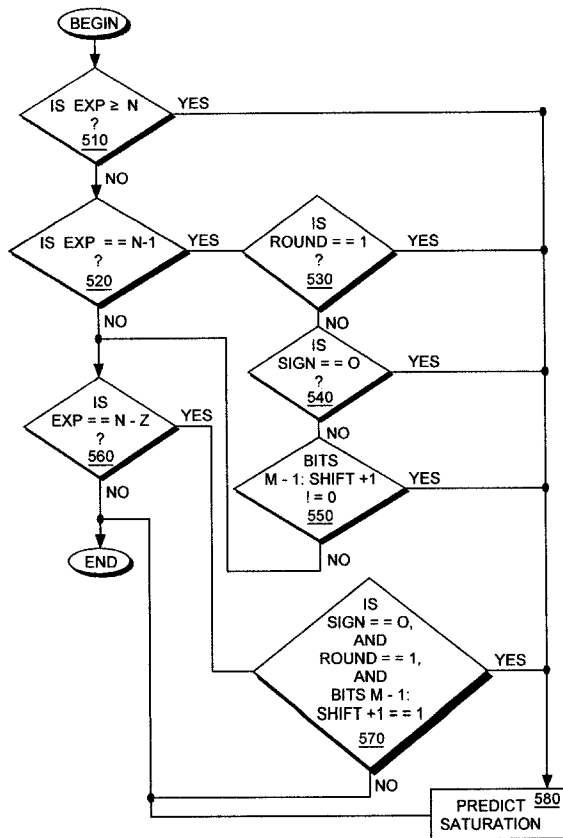 BEGIN
IS EXP ≥ N
?
510
YES
NO
IS EXP == N-1
?
520
YES
NO
IS
ROUND == 1
?
530
YES
NO
IS
SIGN == O
?
540
YES
NO
BITS
M - 1: SHIFT +1
! = 0
550
YES
NO
IS
EXP == N - Z
?
560
YES
NO
END
IS
SIGN == O,
AND
ROUND == 1,
AND
BITS M - 1:
SHIFT +1 == 1
570
YES
NO
PREDICT 580
SATURATION